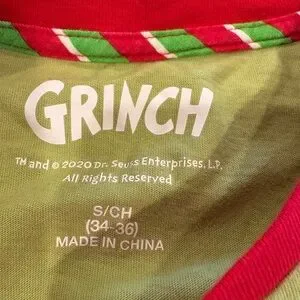 GRINCH
TM and © 2020 Dr. Seuss Enterprises, L.P.
All Rights Reserved
S/CH
(34-36)
MADE IN CHINA